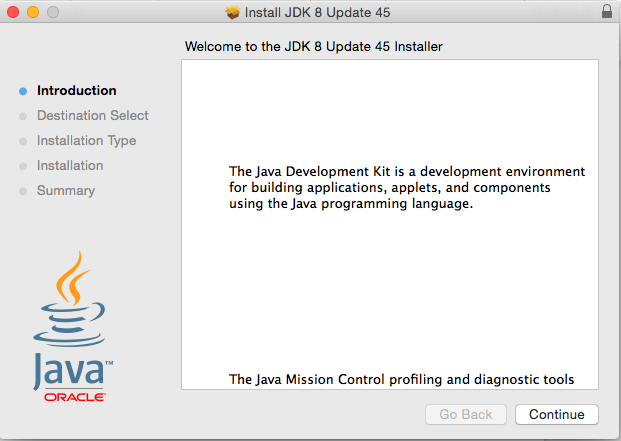 Install JDK 8 Update 45
Welcome to the JDK 8 Update 45 Installer
Introduction
Destination Select
Installation Type
Installation
Summary
The Java Development Kit is a development environment
for building applications, applets, and components
using the Java programming language.
The Java Mission Control profiling and diagnostic tools
Java™
ORACLE®
Go Back
Continue